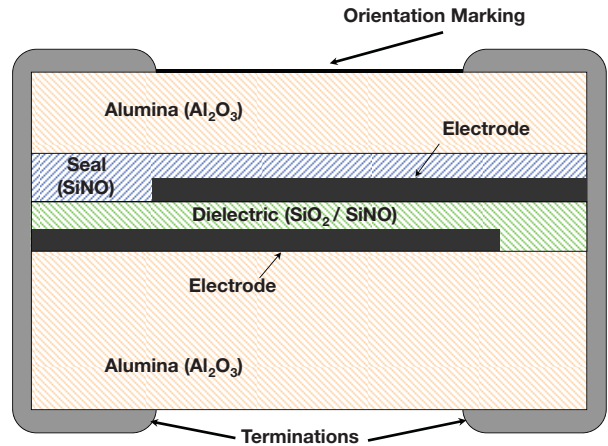 Orientation Marking
Alumina (Al₂O₃)
Electrode
Seal
(SiNO)
Dielectric (SiO₂ / SiNO)
Electrode
Alumina (Al₂O₃)
Terminations